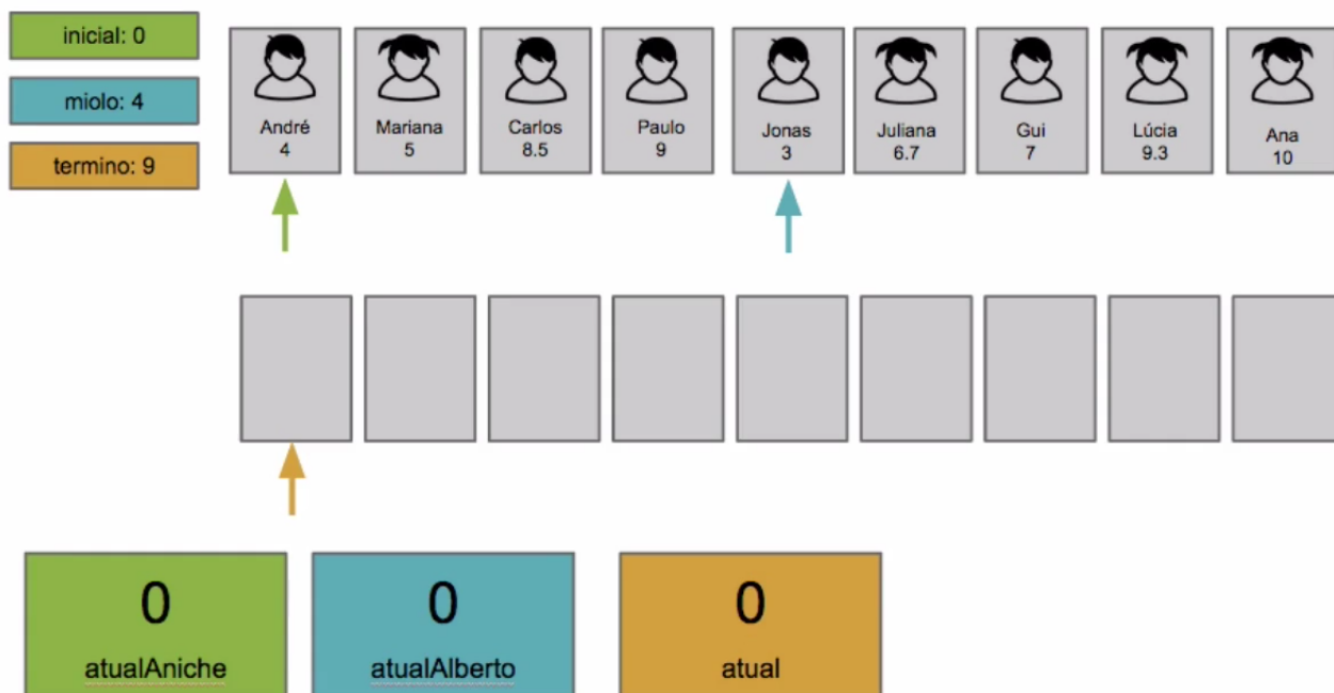 inicial: 0
miolo: 4
termino: 9
André
4
Mariana
5
Carlos
8.5
Paulo
9
Jonas
3
Juliana
6.7
Gui
7
Lúcia
9.3
Ana
10
0
atualAniche
0
atualAlberto
0
atual